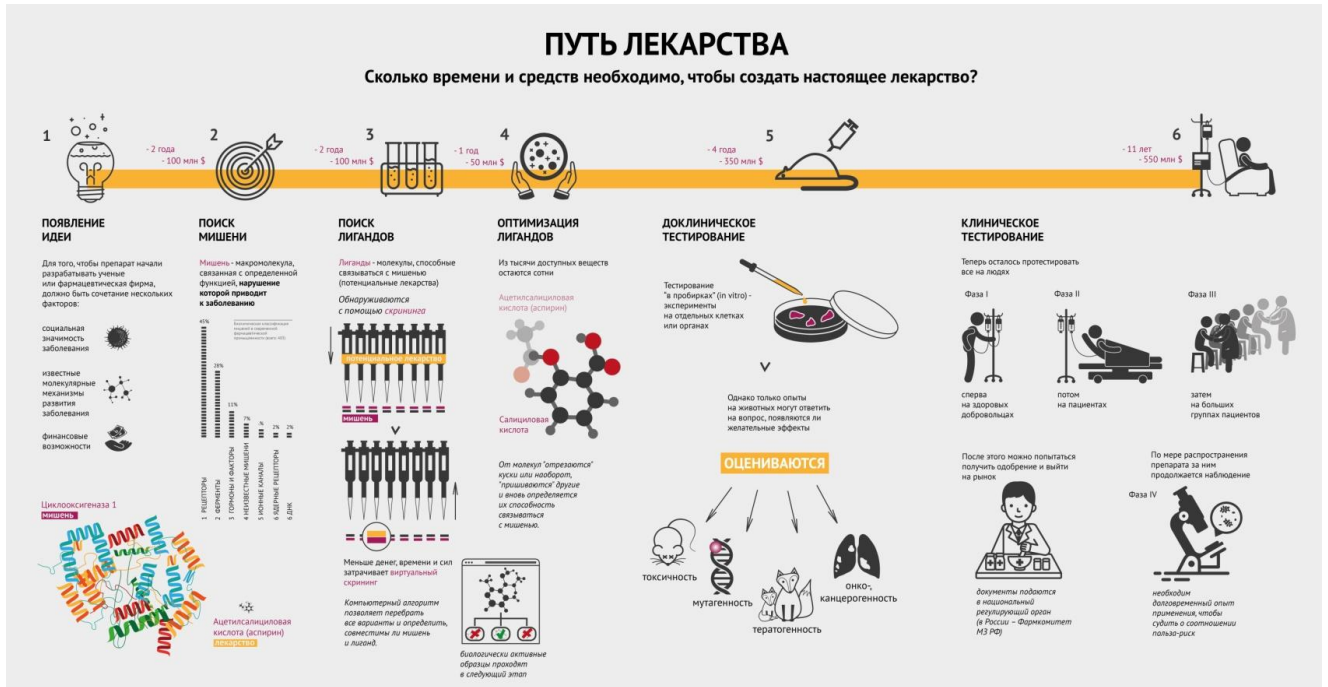 ПУТЬ ЛЕКАРСТВА
Сколько времени и средств необходимо, чтобы создать настоящее лекарство?
1
- 2 года
- 100 млн $
2
- 2 года
- 100 млн $
3
- 1 год
- 50 млн $
4
- 4 года
- 350 млн $
5
- 11 лет
- 550 млн $
6
ПОЯВЛЕНИЕ
ИДЕИ
Для того, чтобы препарат начали
разрабатывать ученые
или фармацевтическая фирма,
должно быть сочетание нескольких
факторов:
социальная
значимость
заболевания
известные
молекулярные
механизмы
развития
заболевания
финансовые
возможности
Циклооксигеназа 1
мишень
Ацетилсалициловая
кислота (аспирин)
лекарство
ПОИСК
МИШЕНИ
Мишень - макромолекула,
связанная с определенной
функцией, нарушение
которой приводит
к заболеванию
45%
28%
11%
7%
2%
2%
1 РЕЦЕПТОРЫ
2 ФЕРМЕНТЫ
3 ГОРМОНЫ И ФАКТОРЫ
4 НЕИЗВЕСТНЫЕ МИШЕНИ
5 ИОННЫЕ КАНАЛЫ
6 ЯДЕРНЫЕ РЕЦЕПТОРЫ
6 ДНК
ПОИСК
ЛИГАНДОВ
Лиганды - молекулы, способные
связываться с мишенью
(потенциальные лекарства)
Обнаруживаются
с помощью скрининга
потенциальное лекарство
мишень
Меньше денег, времени и сил
затрачивает виртуальный
скрининг
Компьютерный алгоритм
позволяет перебрать
все варианты и определить,
совместимы ли мишень
и лиганд.
биологически активные
образцы проходят
в следующий этап
ОПТИМИЗАЦИЯ
ЛИГАНДОВ
Из тысячи доступных веществ
остаются сотни
Ацетилсалициловая
кислота (аспирин)
Салициловая
кислота
От молекул "отрезаются"
куски или наоборот,
"пришиваются" другие
и вновь определяется
их способность
связываться
с мишенью.
ДОКЛИНИЧЕСКОЕ
ТЕСТИРОВАНИЕ
Тестирование
"в пробирках" (in vitro) -
эксперименты
на отдельных клетках
или органах
Однако только опыты
на животных могут ответить
на вопрос, появляются ли
желательные эффекты
ОЦЕНИВАЮТСЯ
токсичность
мутагенность
тератогенность
онко-,
канцерогенность
КЛИНИЧЕСКОЕ
ТЕСТИРОВАНИЕ
Теперь осталось протестировать
все на людях
Фаза I
сперва
на здоровых
добровольцах
Фаза II
потом
на пациентах
Фаза III
затем
на больших
группах пациентов
После этого можно попытаться
получить одобрение и выйти
на рынок
документы подаются
в национальный
регулирующий орган
(в России – Фармкомитет
МЗ РФ)
По мере распространения
препарата за ним
продолжается наблюдение
Фаза IV
необходим
долговременный опыт
применения, чтобы
судить о соотношении
польза-риск